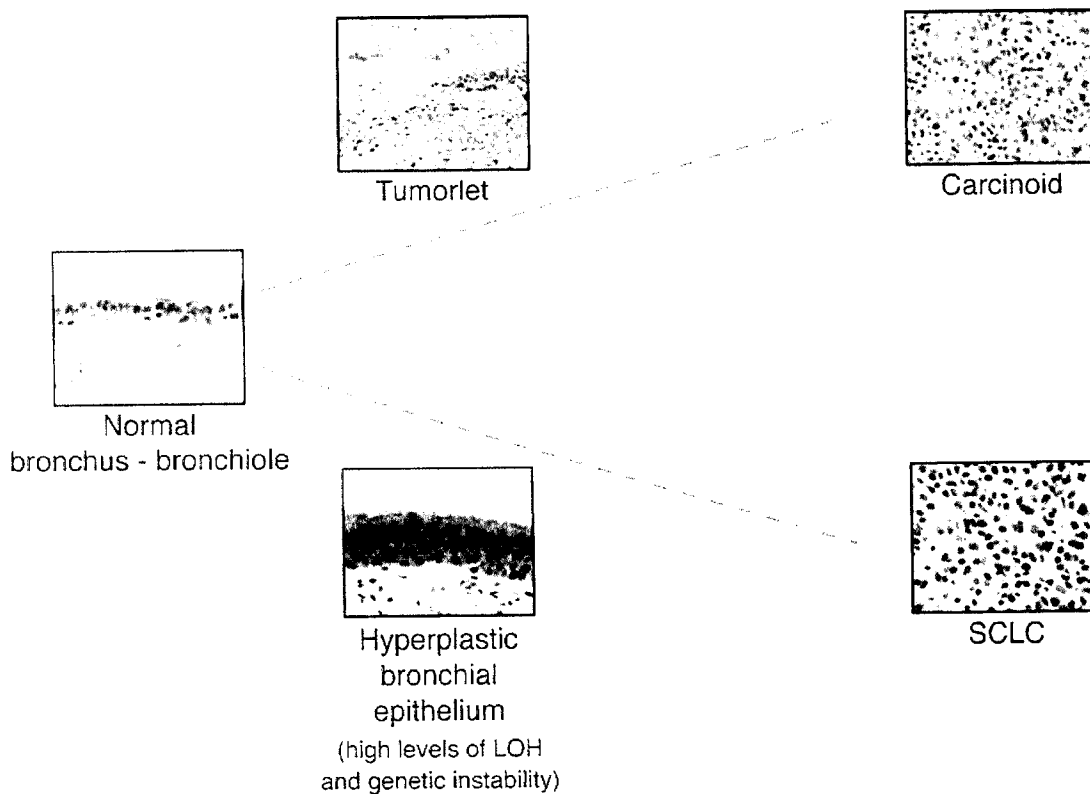 Tumorlet
Carcinoid
Normal
bronchus - bronchiole
Hyperplastic
bronchial
epithelium
(high levels of LOH
and genetic instability)
SCLC